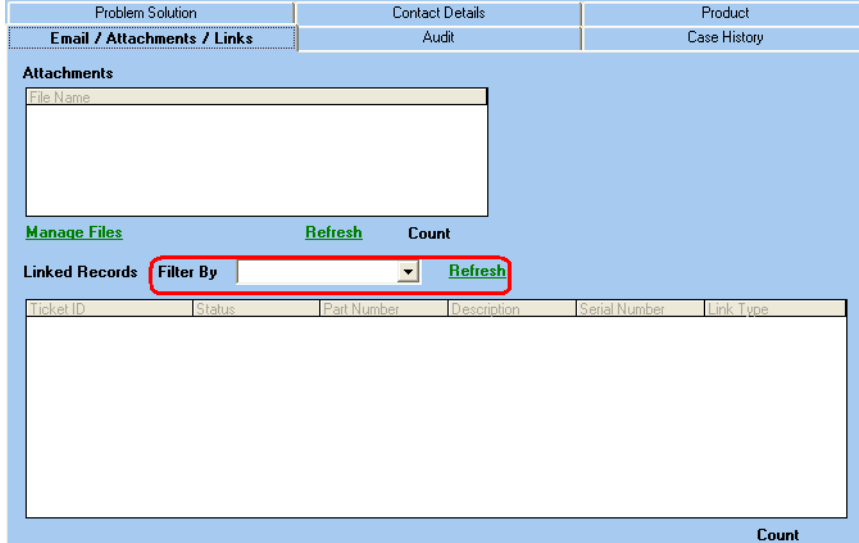 Problem Solution Contact Details Product
Email / Attachments / Links Audit Case History
Attachments
File Name
Manage Files Refresh Count
Linked Records Filter By Refresh
Ticket ID Status Part Number Description Serial Number Link Type
Count